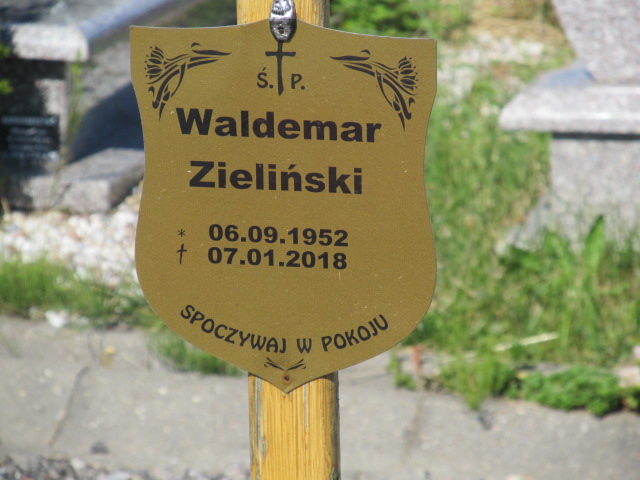 Ś. P.
Waldemar
Zieliński
* 06.09.1952
† 07.01.2018
SPOCZYWAJ W POKOJU